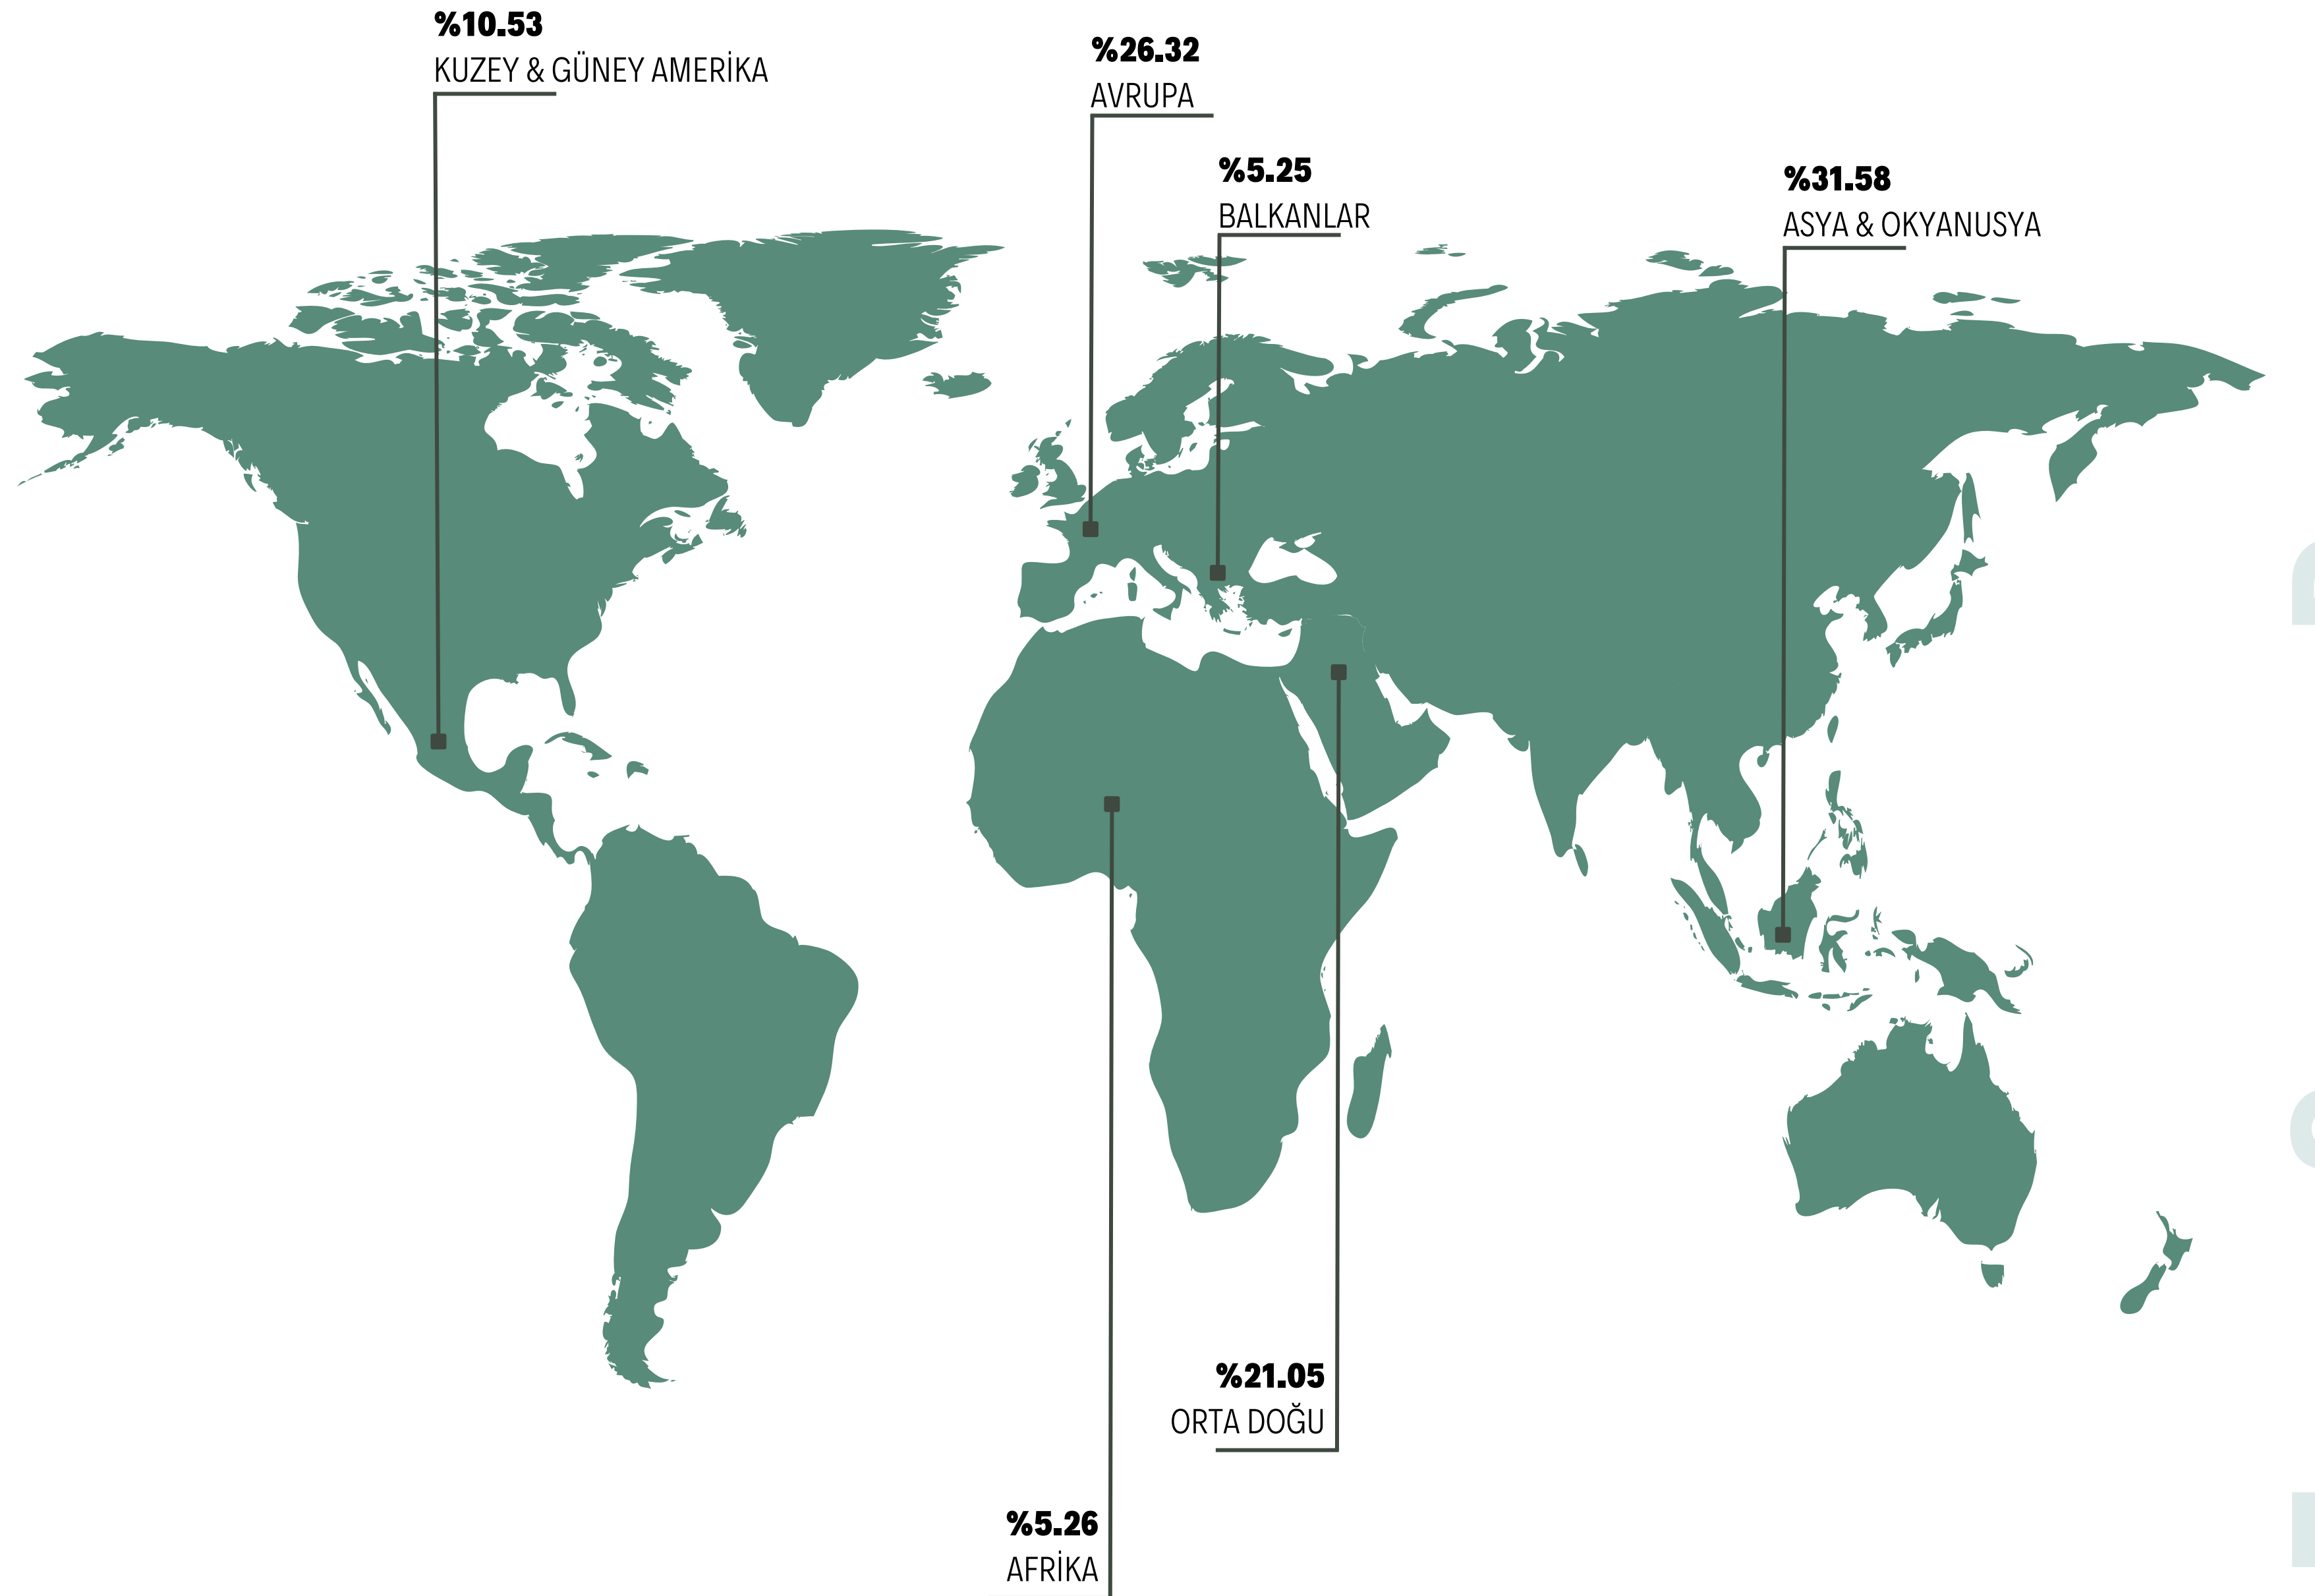 %10.53
KUZEY & GÜNEY AMERİKA
%26.32
AVRUPA
%5.25
BALKANLAR
%31.58
ASYA & OKYANUSYA
%21.05
ORTA DOĞU
%5.26
AFRİKA